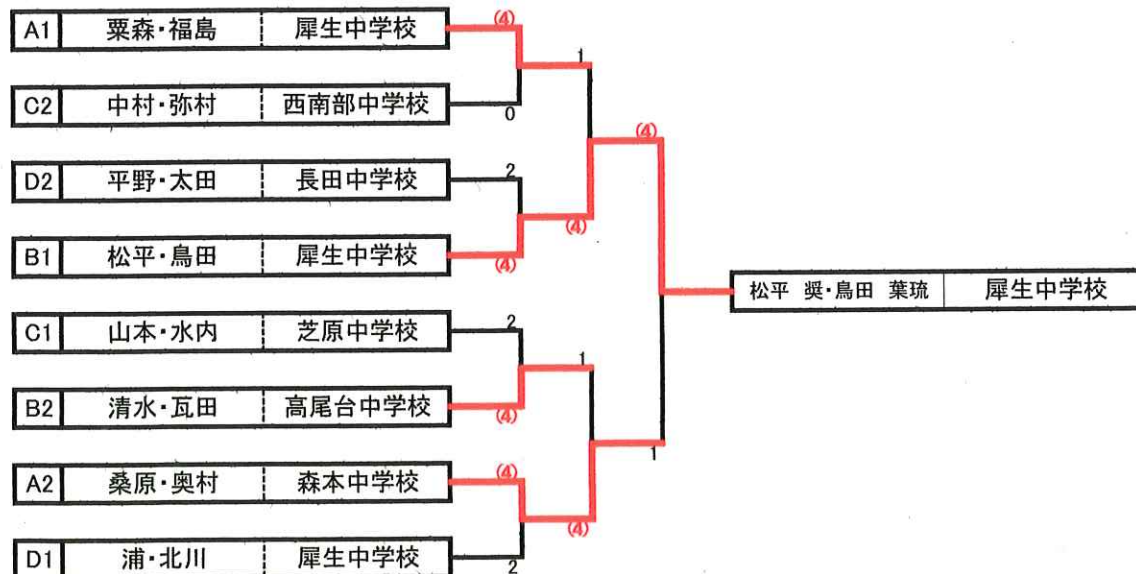 A1 粟森・福島 犀生中学校 (4)
1
C2 中村・弥村 西南部中学校 0
(4)
D2 平野・太田 長田中学校 2
(4)
B1 松平・鳥田 犀生中学校 (4)
松平 奨・鳥田 葉琉 犀生中学校
C1 山本・水内 芝原中学校 2
1
B2 清水・瓦田 高尾台中学校 (4)
1
A2 桑原・奥村 森本中学校 (4)
(4)
D1 浦・北川 犀生中学校 2